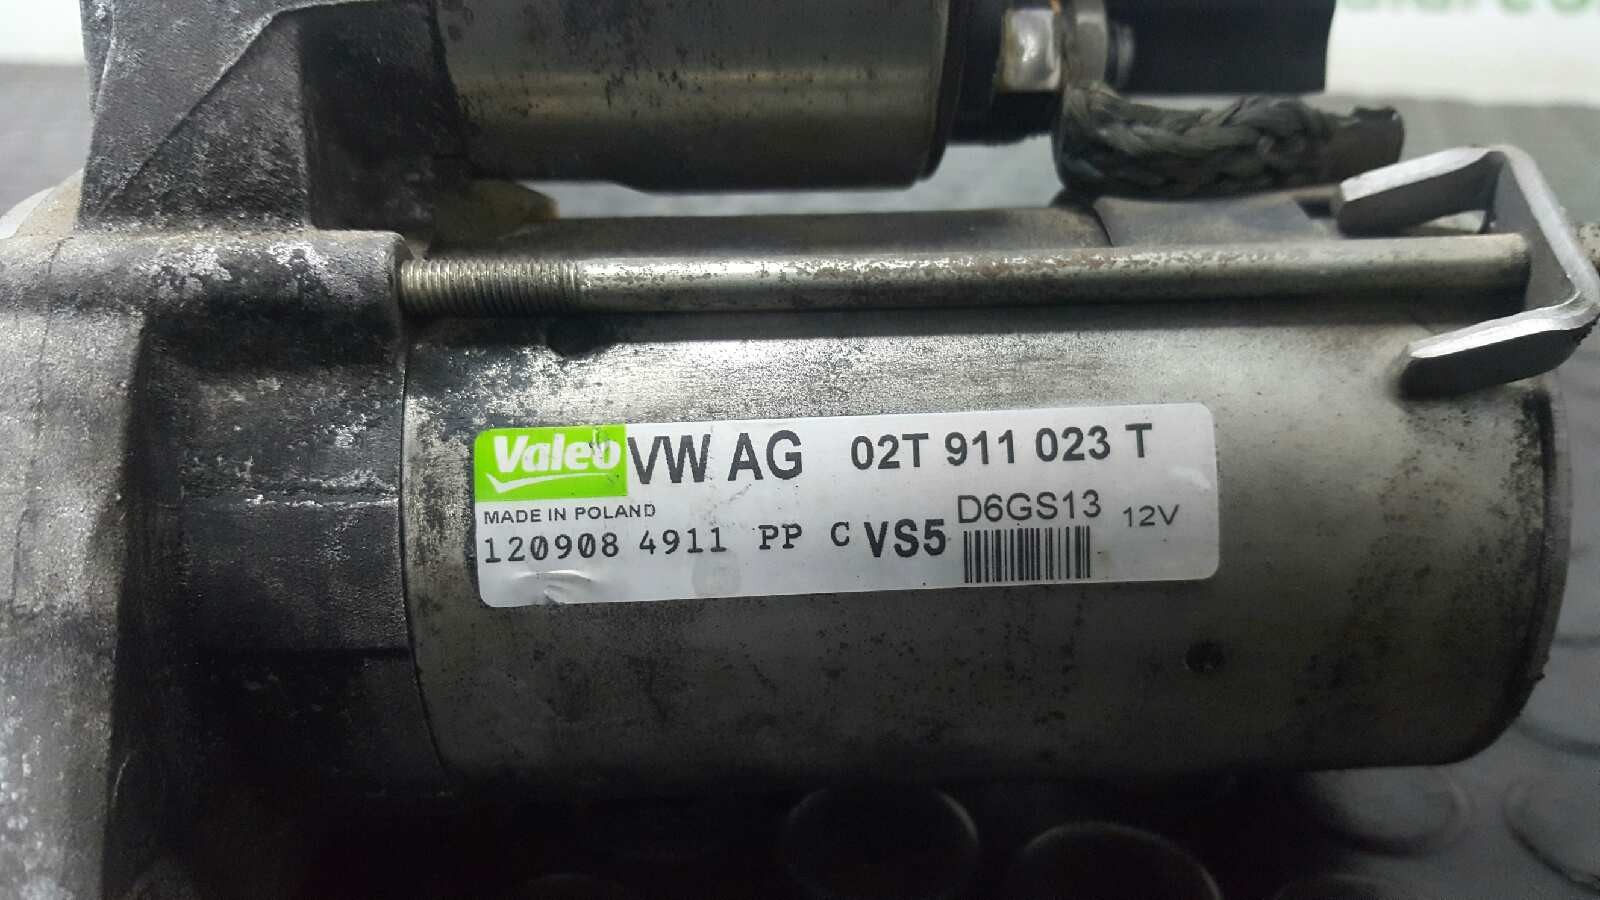 Valeo VW AG 02T 911 023 T
MADE IN POLAND D6GS13 12V
120908 4911 PP C VS5